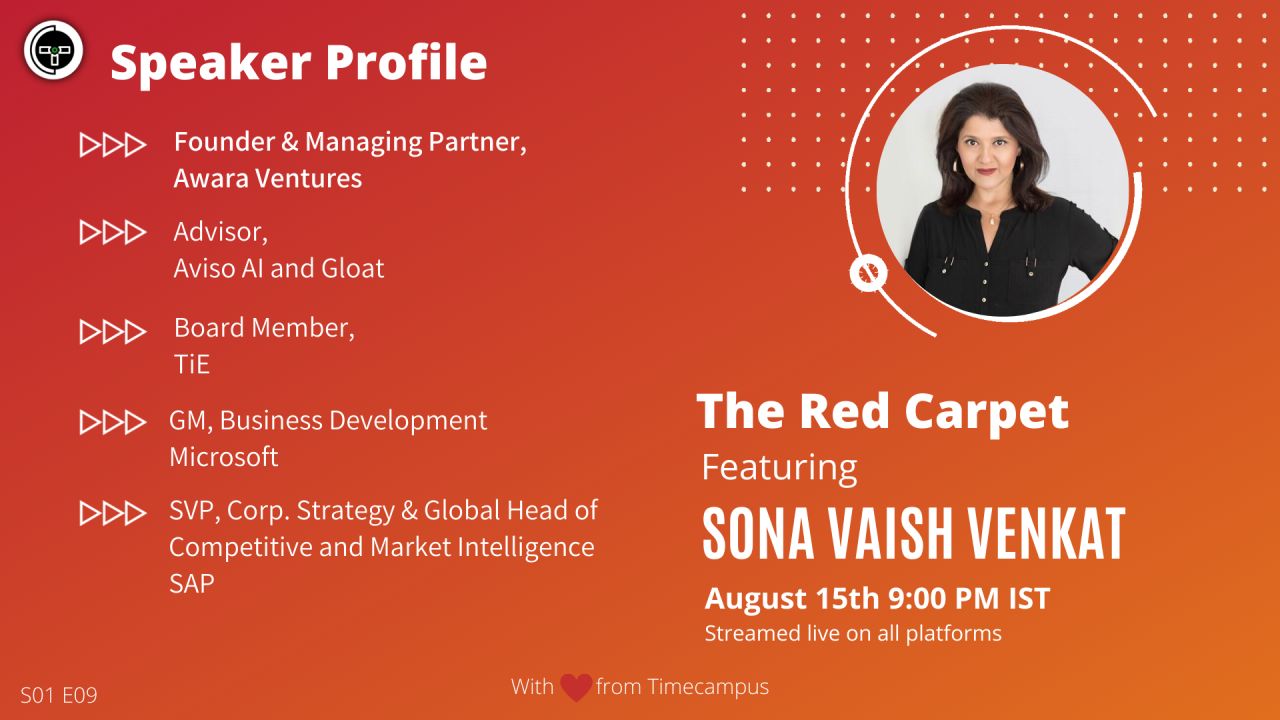 Speaker Profile
Founder & Managing Partner,
Awara Ventures
Advisor,
Aviso AI and Gloat
Board Member,
TiE
GM, Business Development
Microsoft
SVP, Corp. Strategy & Global Head of
Competitive and Market Intelligence
SAP
The Red Carpet
Featuring
SONA VAISH VENKAT
August 15th 9:00 PM IST
Streamed live on all platforms
With ❤ from Timecampus
S01 E09